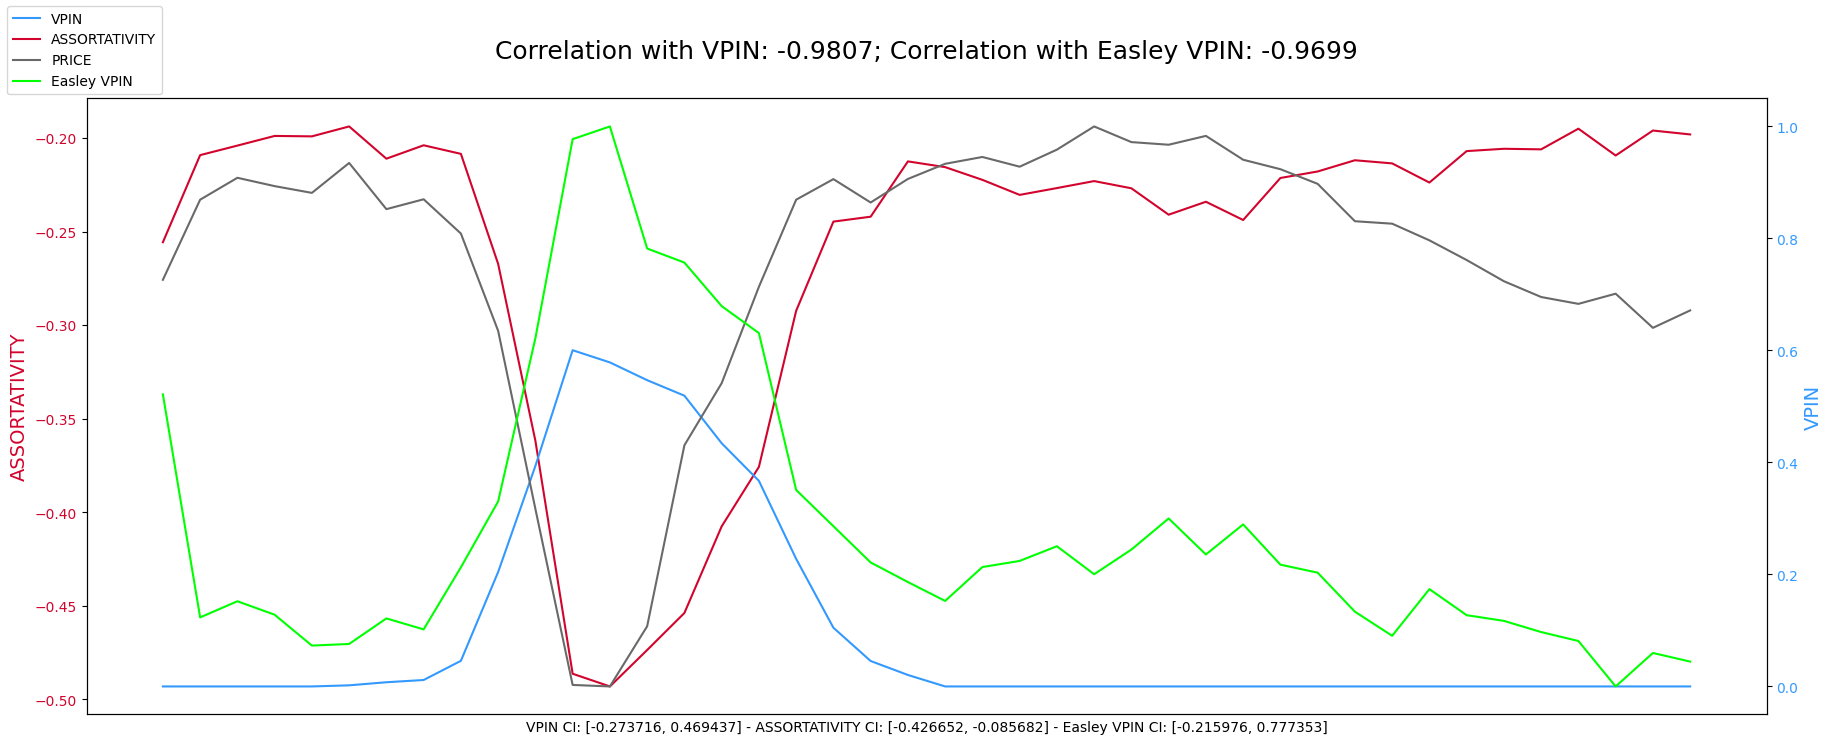 VPIN
ASSORTATIVITY
PRICE
Easley VPIN
Correlation with VPIN: -0.9807; Correlation with Easley VPIN: -0.9699
−0.20
−0.25
−0.30
−0.35
−0.40
−0.45
−0.50
ASSORTATIVITY
1.0
0.8
0.6
0.4
0.2
0.0
VPIN
VPIN CI: [-0.273716, 0.469437] - ASSORTATIVITY CI: [-0.426652, -0.085682] - Easley VPIN CI: [-0.215976, 0.777353]